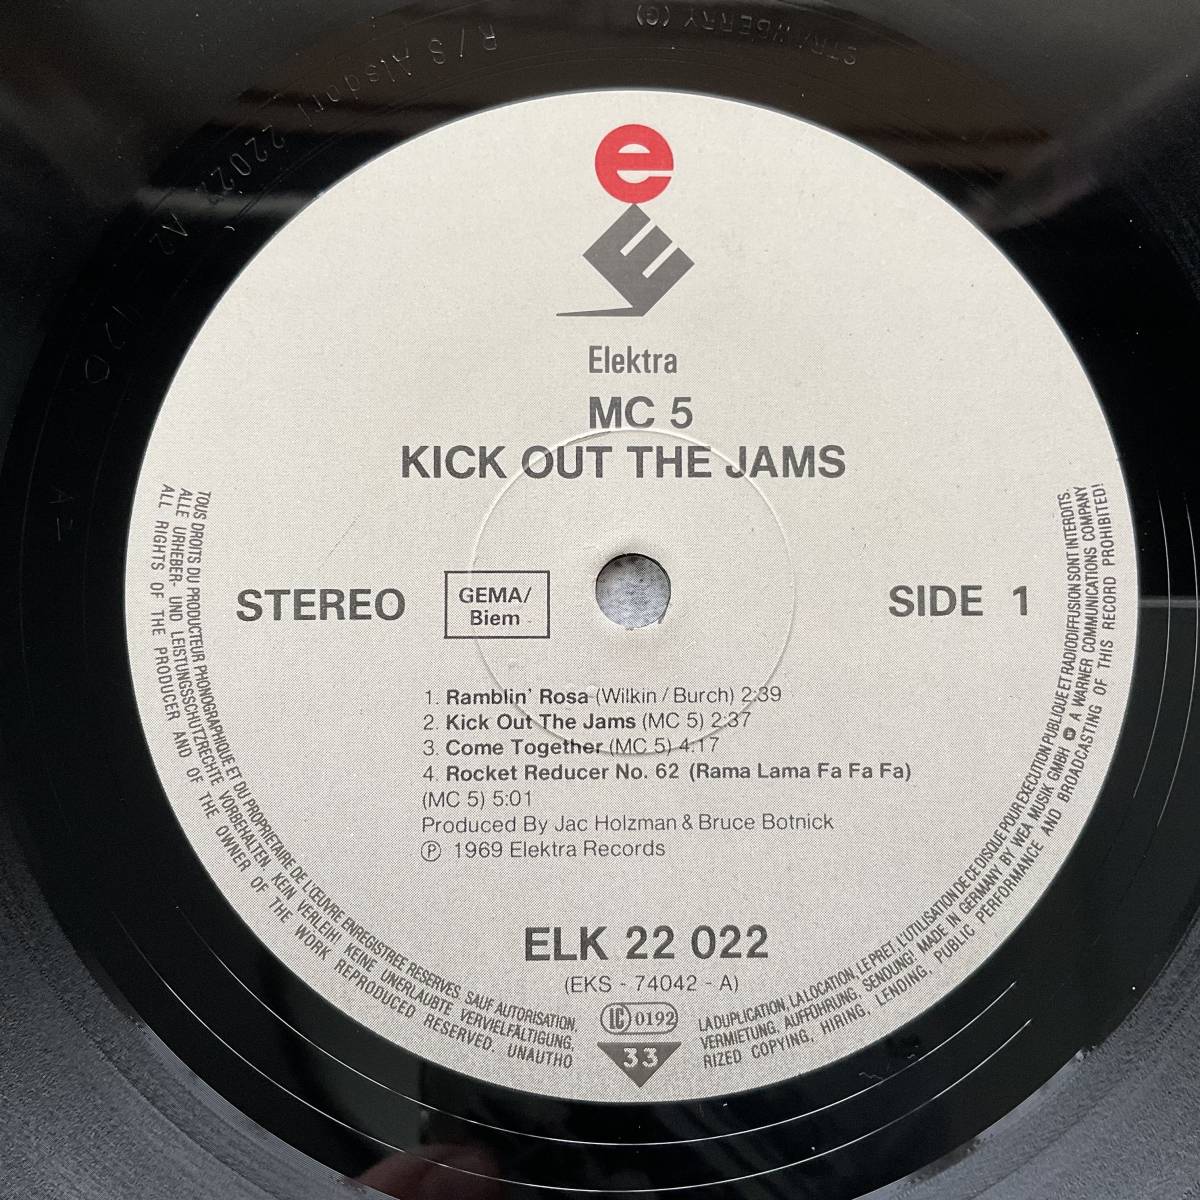 STRAWBERRY (G)
R/S Alsdorf 22022 A2
e
E
Elektra
MC 5
KICK OUT THE JAMS
STEREO
GEMA/
Biem
SIDE 1
1. Ramblin' Rosa (Wilkin / Burch) 2:39
2. Kick Out The Jams (MC 5) 2:37
3. Come Together (MC 5) 4:17
4. Rocket Reducer No. 62 (Rama Lama Fa Fa Fa)
(MC 5) 5:01
Produced By Jac Holzman & Bruce Botnick
Ⓟ 1969 Elektra Records
ELK 22 022
(EKS - 74042 - A)
LC 0192
33
TOUS DROITS DU PRODUCTEUR PHONOGRAPHIQUE ET DU PROPRIETAIRE DE L'ŒUVRE ENREGISTREE RESERVES. SAUF AUTORISATION, LA DUPLICATION, LA LOCATION, LE PRET, L'UTILISATION DE CE DISQUE POUR EXECUTION PUBLIQUE ET RADIODIFFUSION SONT INTERDITS.
ALLE URHEBER- UND LEISTUNGSSCHUTZRECHTE VORBEHALTEN. KEIN VERLEIH! KEINE UNERLAUBTE VERVIELFÄLTIGUNG, VERMIETUNG, AUFFÜHRUNG, SENDUNG! MADE IN GERMANY BY WEA MUSIK GMBH A WARNER COMMUNICATIONS COMPANY
ALL RIGHTS OF THE PRODUCER AND OF THE OWNER OF THE WORK REPRODUCED RESERVED. UNAUTHORIZED COPYING, HIRING, LENDING, PUBLIC PERFORMANCE AND BROADCASTING OF THIS RECORD PROHIBITED!